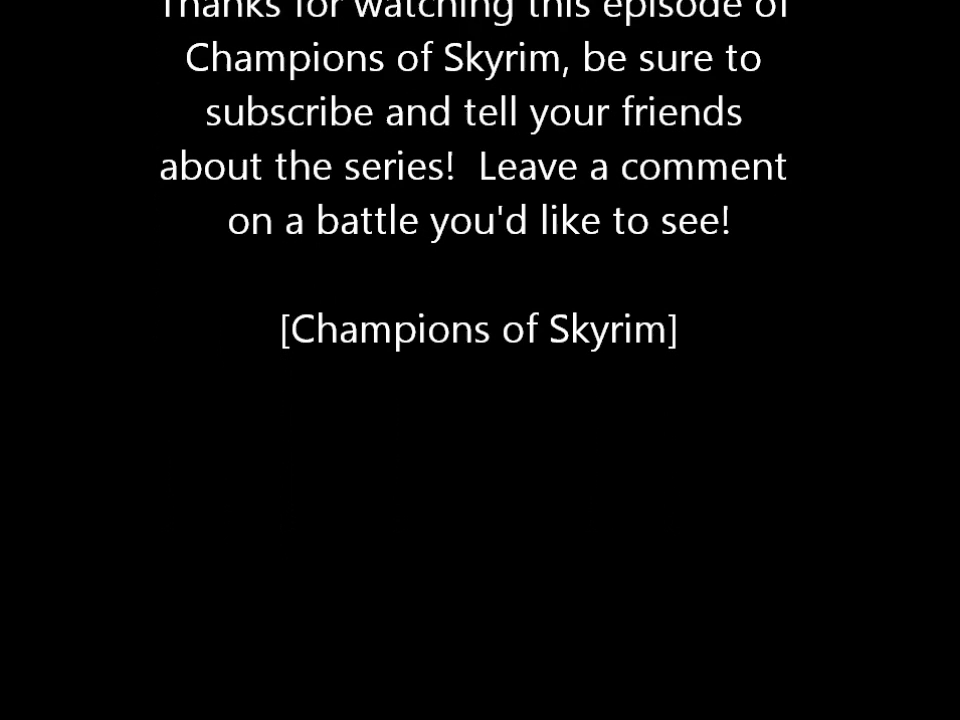 Thanks for watching this episode of
Champions of Skyrim, be sure to
subscribe and tell your friends
about the series!  Leave a comment
on a battle you'd like to see!
[Champions of Skyrim]